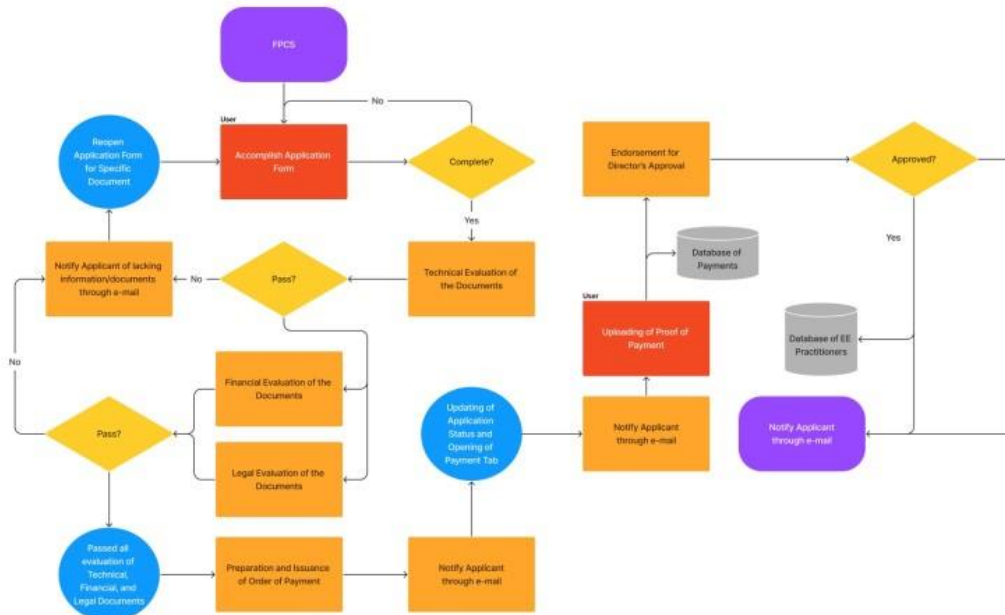 FPCS
No
User
Reopen
Application Form
for Specific
Document
Accomplish Application
Form
Complete?
Endorsement for
Director's Approval
Approved?
Yes
Yes
Notify Applicant of lacking
information/documents
through e-mail
No
Pass?
Technical Evaluation of
the Documents
Database of
Payments
User
Uploading of Proof of
Payment
Database of EE
Practitioners
No
Financial Evaluation of the
Documents
Pass?
Legal Evaluation of the
Documents
Updating of
Application
Status and
Opening of
Payment Tab
Notify Applicant
through e-mail
Notify Applicant
through e-mail
Passed all
evaluation of
Technical,
Financial, and
Legal Documents
Preparation and Issuance
of Order of Payment
Notify Applicant
through e-mail